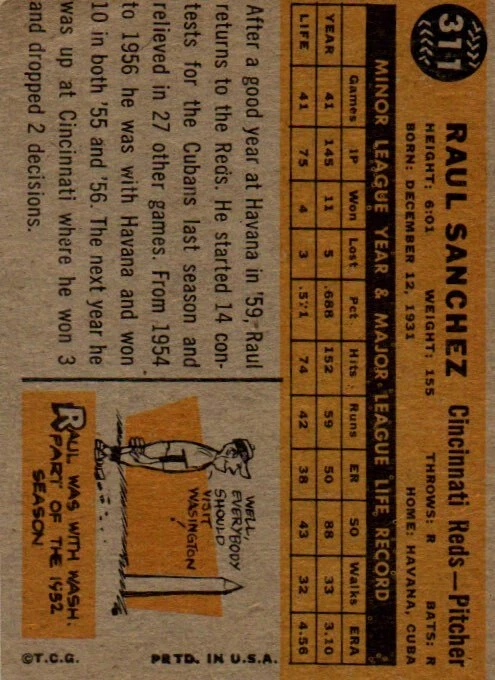 311
RAUL SANCHEZ Cincinnati Reds—Pitcher
HEIGHT: 6:01 WEIGHT: 155 THROWS: R BATS: R
BORN: DECEMBER 12, 1931 HOME: HAVANA, CUBA
MINOR LEAGUE YEAR & MAJOR LEAGUE LIFE RECORD
Games IP Won Lost Pct. Hits Runs ER SO Walks ERA
YEAR 41 145 11 5 .688 152 59 50 88 33 3.10
LIFE 41 75 4 3 .571 74 42 38 43 32 4.56
After a good year at Havana in '59, Raul
returns to the Reds. He started 14 con-
tests for the Cubans last season and
relieved in 27 other games. From 1954
to 1956 he was with Havana and won
10 in both '55 and '56. The next year he
was up at Cincinnati where he won 3
and dropped 2 decisions.
WELL,
EVERYBODY
SHOULD
VISIT
WASINGTON!
RAUL WAS WITH WASH.
PART OF THE 1952
SEASON
©T.C.G. PRTD. IN U.S.A.